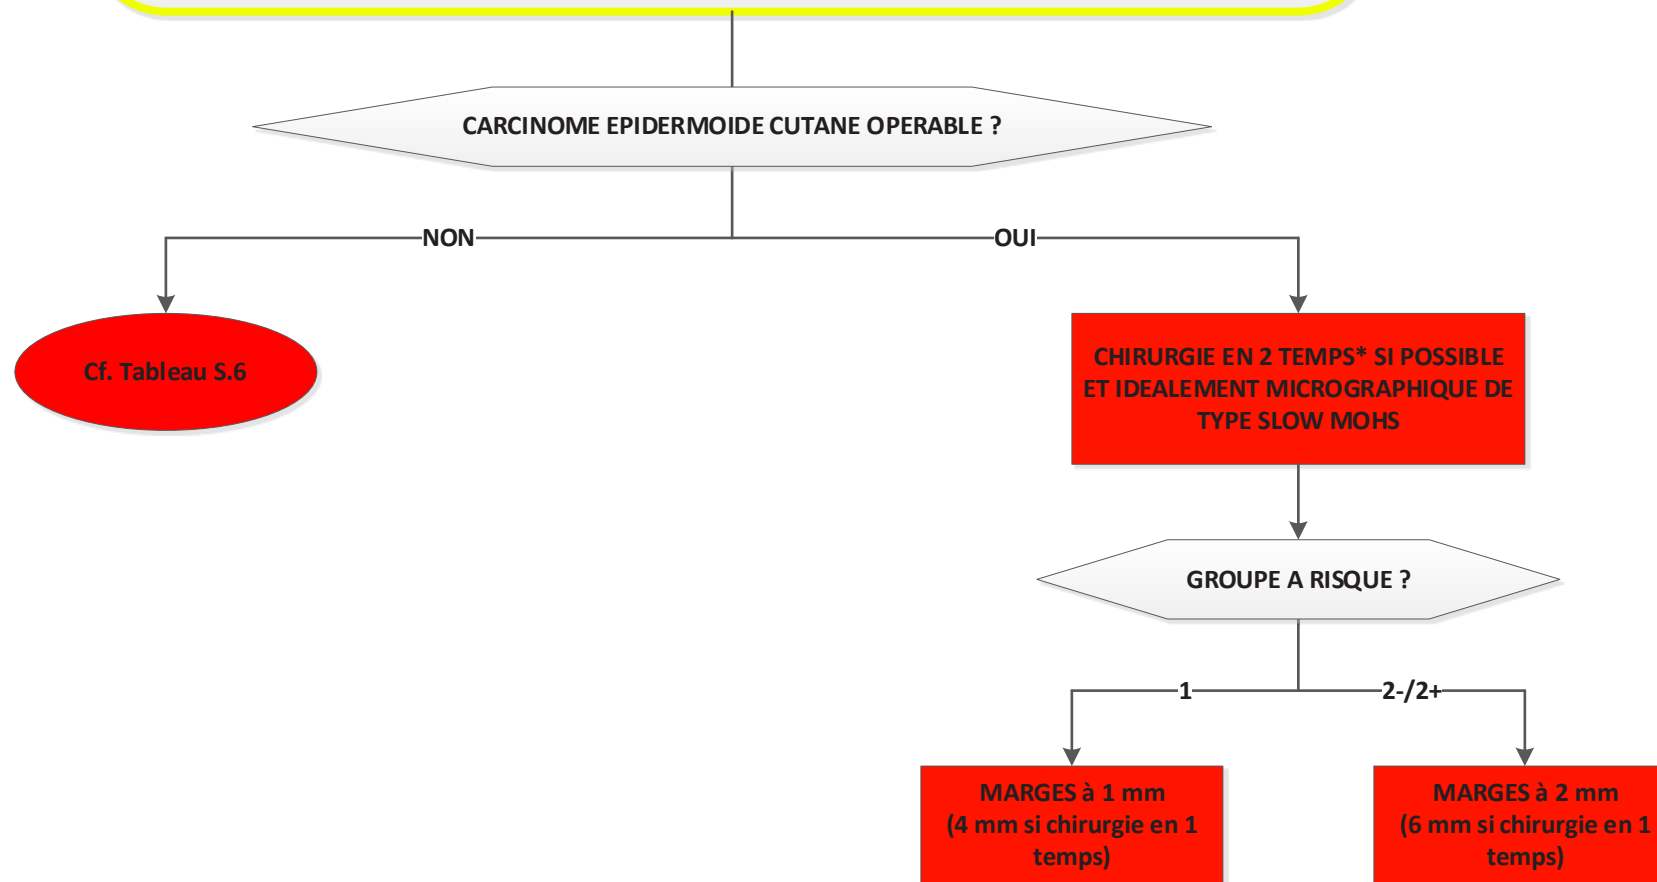 CARCINOME EPIDERMOIDE CUTANE OPERABLE ?
NON
OUI
Cf. Tableau S.6
CHIRURGIE EN 2 TEMPS* SI POSSIBLE
ET IDEALEMENT MICROGRAPHIQUE DE
TYPE SLOW MOHS
GROUPE A RISQUE ?
1
2-/2+
MARGES à 1 mm
(4 mm si chirurgie en 1
temps)
MARGES à 2 mm
(6 mm si chirurgie en 1
temps)